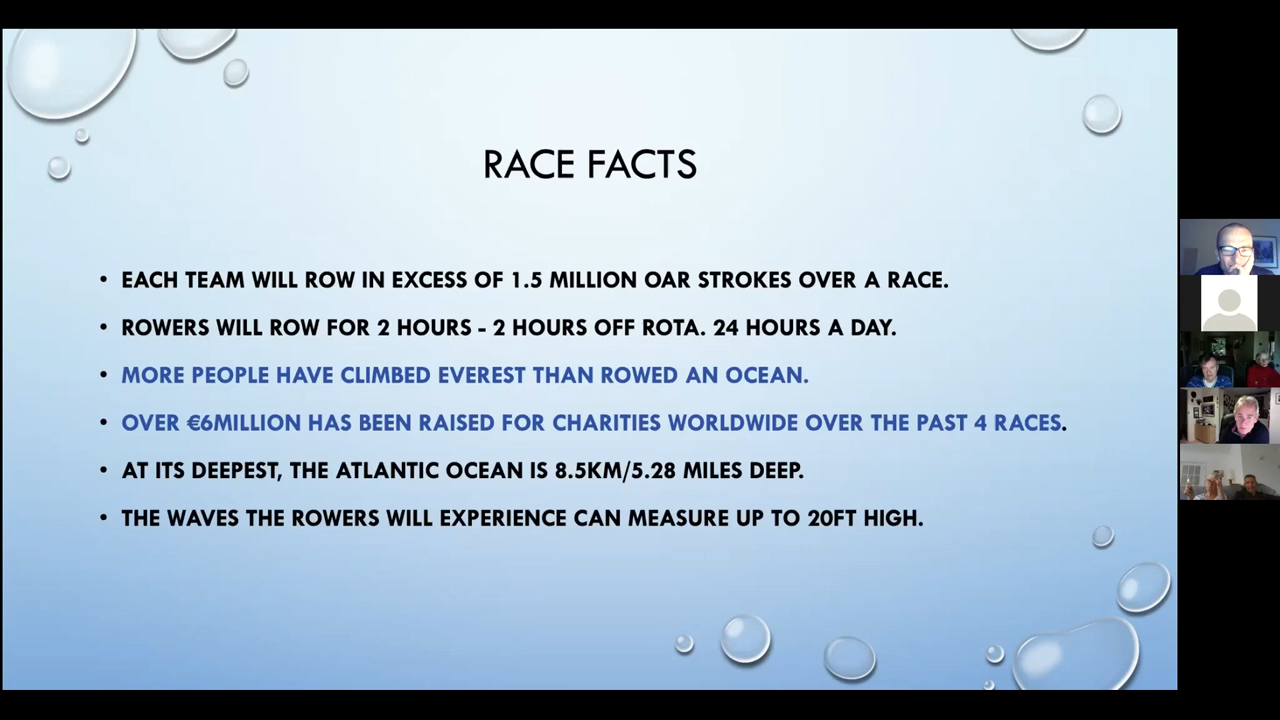 RACE FACTS
• EACH TEAM WILL ROW IN EXCESS OF 1.5 MILLION OAR STROKES OVER A RACE.
• ROWERS WILL ROW FOR 2 HOURS - 2 HOURS OFF ROTA. 24 HOURS A DAY.
• MORE PEOPLE HAVE CLIMBED EVEREST THAN ROWED AN OCEAN.
• OVER €6MILLION HAS BEEN RAISED FOR CHARITIES WORLDWIDE OVER THE PAST 4 RACES.
• AT ITS DEEPEST, THE ATLANTIC OCEAN IS 8.5KM/5.28 MILES DEEP.
• THE WAVES THE ROWERS WILL EXPERIENCE CAN MEASURE UP TO 20FT HIGH.